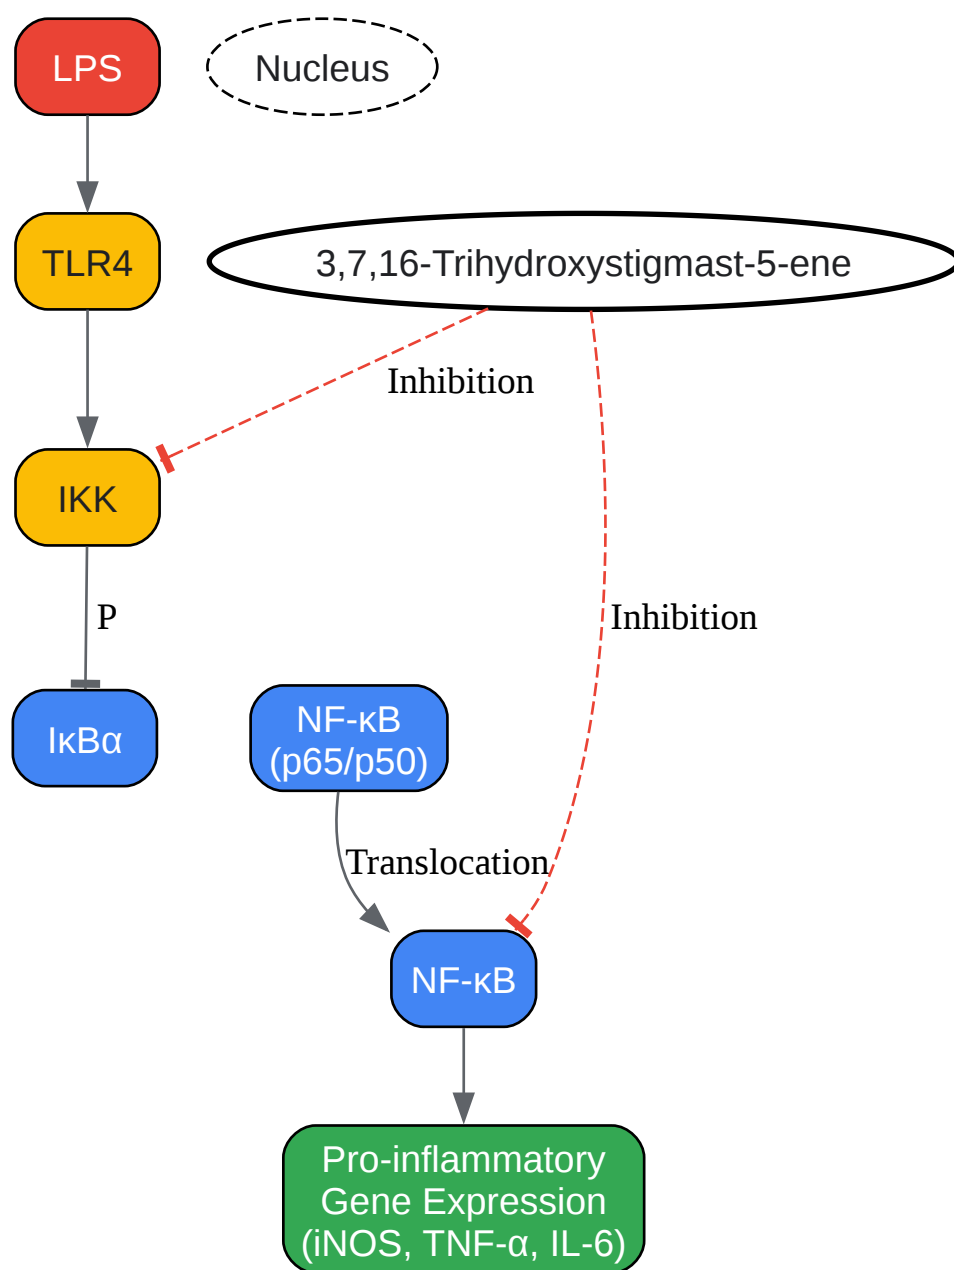 LPS
Nucleus
TLR4
3,7,16-Trihydroxystigmast-5-ene
Inhibition
IKK
P
Inhibition
IκBα
NF-κB
(p65/p50)
Translocation
NF-κB
Pro-inflammatory
Gene Expression
(iNOS, TNF-α, IL-6)